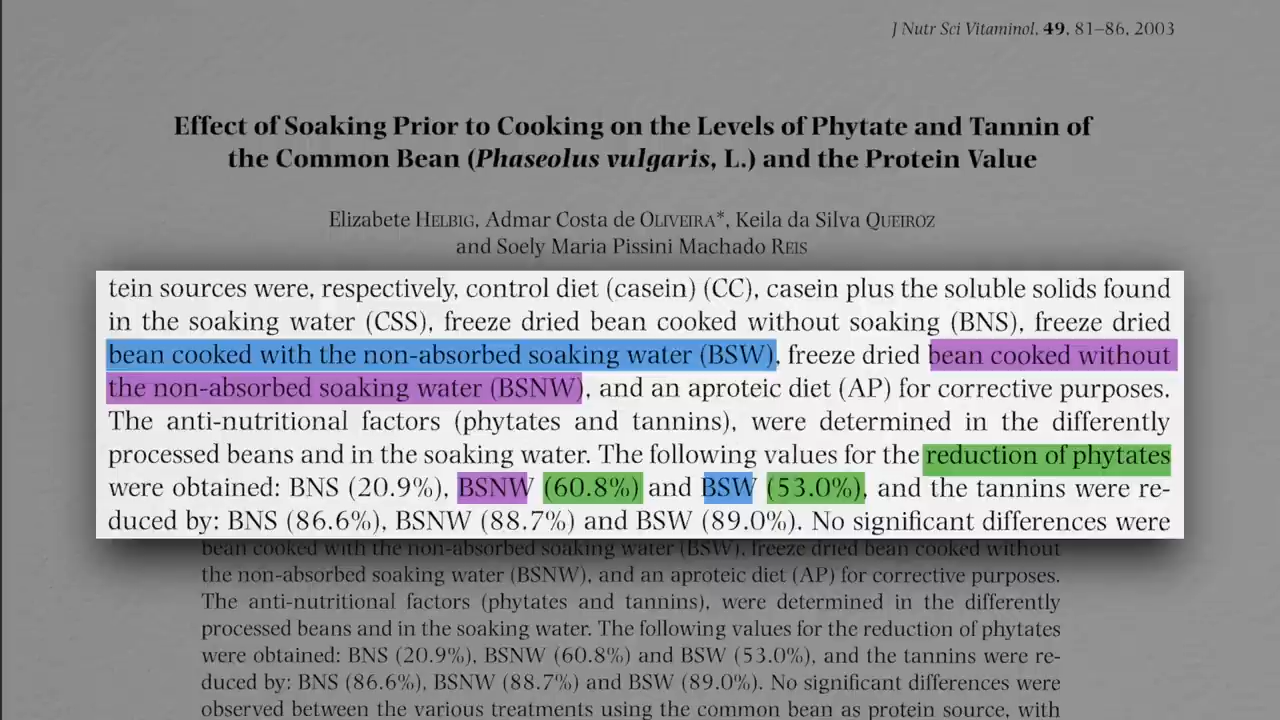 J Nutr Sci Vitaminol, 49, 81–86, 2003
Effect of Soaking Prior to Cooking on the Levels of Phytate and Tannin of
the Common Bean (Phaseolus vulgaris, L.) and the Protein Value
Elizabete HELBIG, Admar Costa de OLIVEIRA*, Keila da Silva QUEIROZ
and Soely Maria Pissini Machado REIS
tein sources were, respectively, control diet (casein) (CC), casein plus the soluble solids found
in the soaking water (CSS), freeze dried bean cooked without soaking (BNS), freeze dried
bean cooked with the non-absorbed soaking water (BSW), freeze dried bean cooked without
the non-absorbed soaking water (BSNW), and an aproteic diet (AP) for corrective purposes.
The anti-nutritional factors (phytates and tannins), were determined in the differently
processed beans and in the soaking water. The following values for the reduction of phytates
were obtained: BNS (20.9%), BSNW (60.8%) and BSW (53.0%), and the tannins were re-
duced by: BNS (86.6%), BSNW (88.7%) and BSW (89.0%). No significant differences were
bean cooked with the non-absorbed soaking water (BSW), freeze dried bean cooked without
the non-absorbed soaking water (BSNW), and an aproteic diet (AP) for corrective purposes.
The anti-nutritional factors (phytates and tannins), were determined in the differently
processed beans and in the soaking water. The following values for the reduction of phytates
were obtained: BNS (20.9%), BSNW (60.8%) and BSW (53.0%), and the tannins were re-
duced by: BNS (86.6%), BSNW (88.7%) and BSW (89.0%). No significant differences were
observed between the various treatments using the common bean as protein source, with